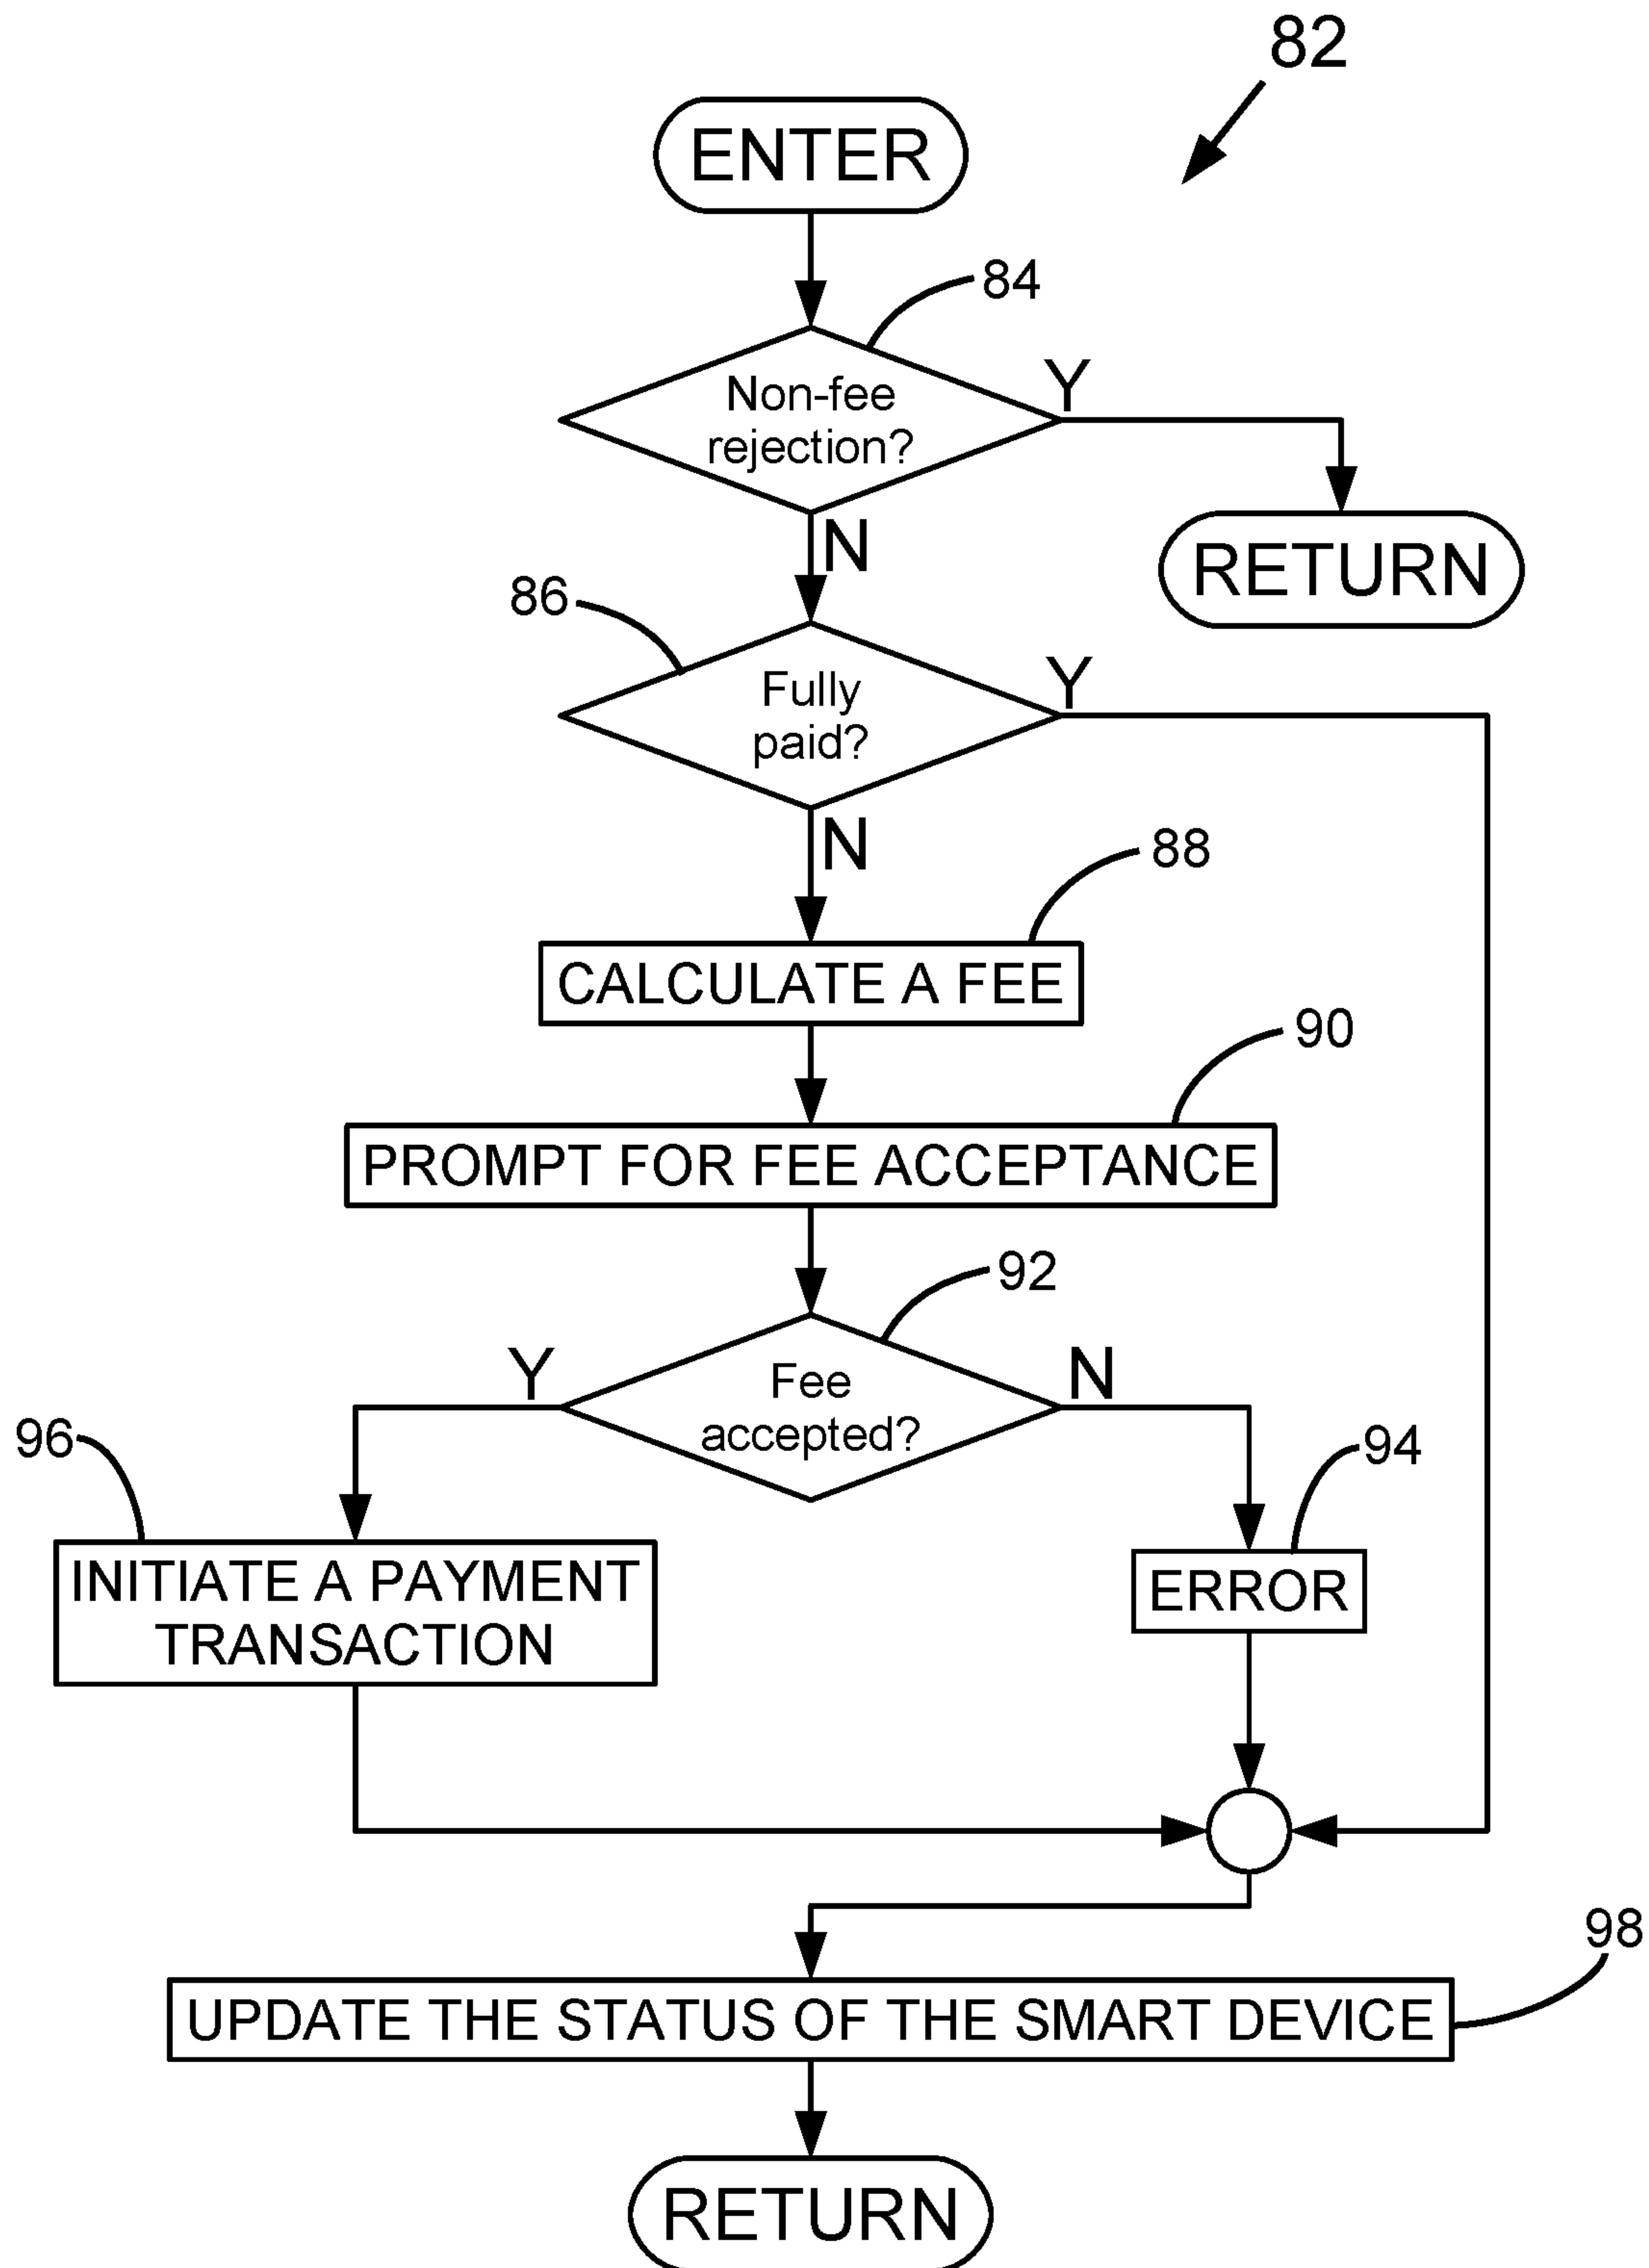 82
ENTER
84
Non-fee
rejection?
Y
N
RETURN
86
Fully
paid?
Y
N
88
CALCULATE A FEE
90
PROMPT FOR FEE ACCEPTANCE
92
Fee
accepted?
Y
N
96
94
INITIATE A PAYMENT
TRANSACTION
ERROR
98
UPDATE THE STATUS OF THE SMART DEVICE
RETURN